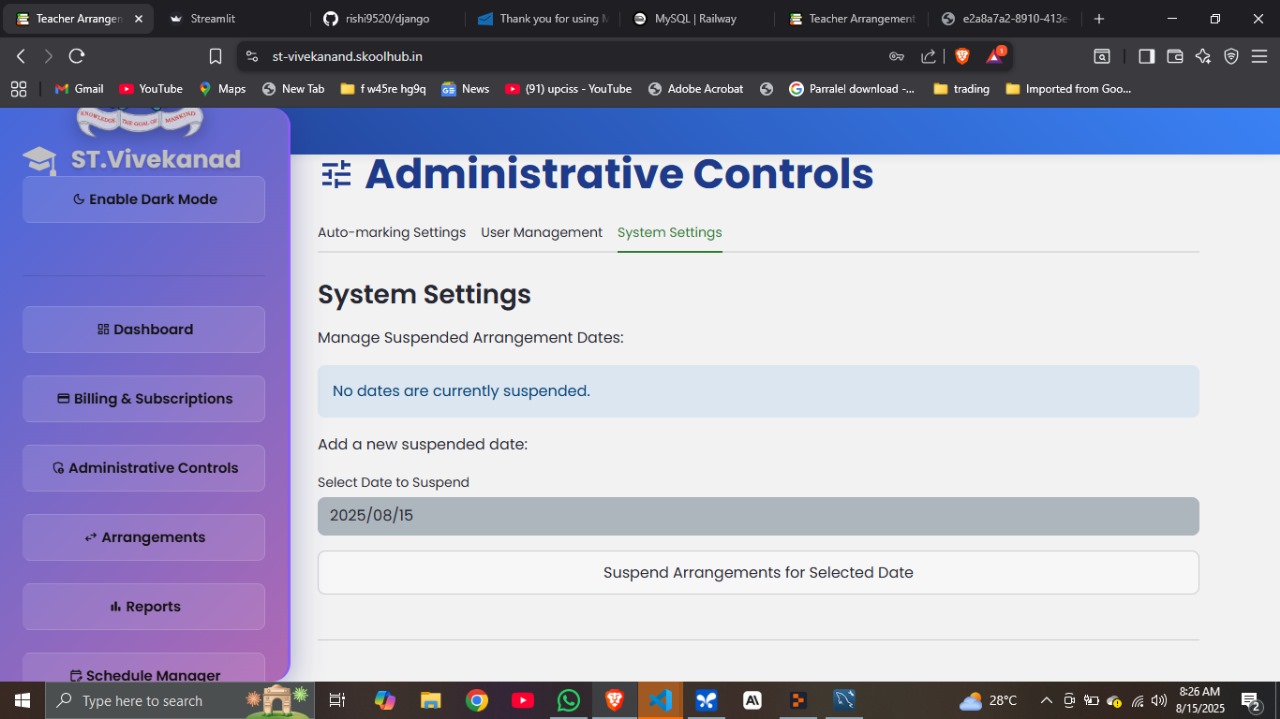 Teacher Arrangen
Streamlit
rishi9520/django
Thank you for using M
MySQL | Railway
Teacher Arrangement
e2a8a7a2-8910-413e-
st-vivekanand.skoolhub.in
1
Gmail
YouTube
Maps
New Tab
f w45re hg9q
News
(91) upciss - YouTube
Adobe Acrobat
Parralel download -...
trading
Imported from Goo...
KNOWLEDGE THE GOAL OF MANKIND
ST.Vivekanad
Enable Dark Mode
Dashboard
Billing & Subscriptions
Administrative Controls
Arrangements
Reports
Schedule Manager
Administrative Controls
Auto-marking Settings
User Management
System Settings
System Settings
Manage Suspended Arrangement Dates:
No dates are currently suspended.
Add a new suspended date:
Select Date to Suspend
2025/08/15
Suspend Arrangements for Selected Date
Type here to search
28°C
8:26 AM
8/15/2025
2